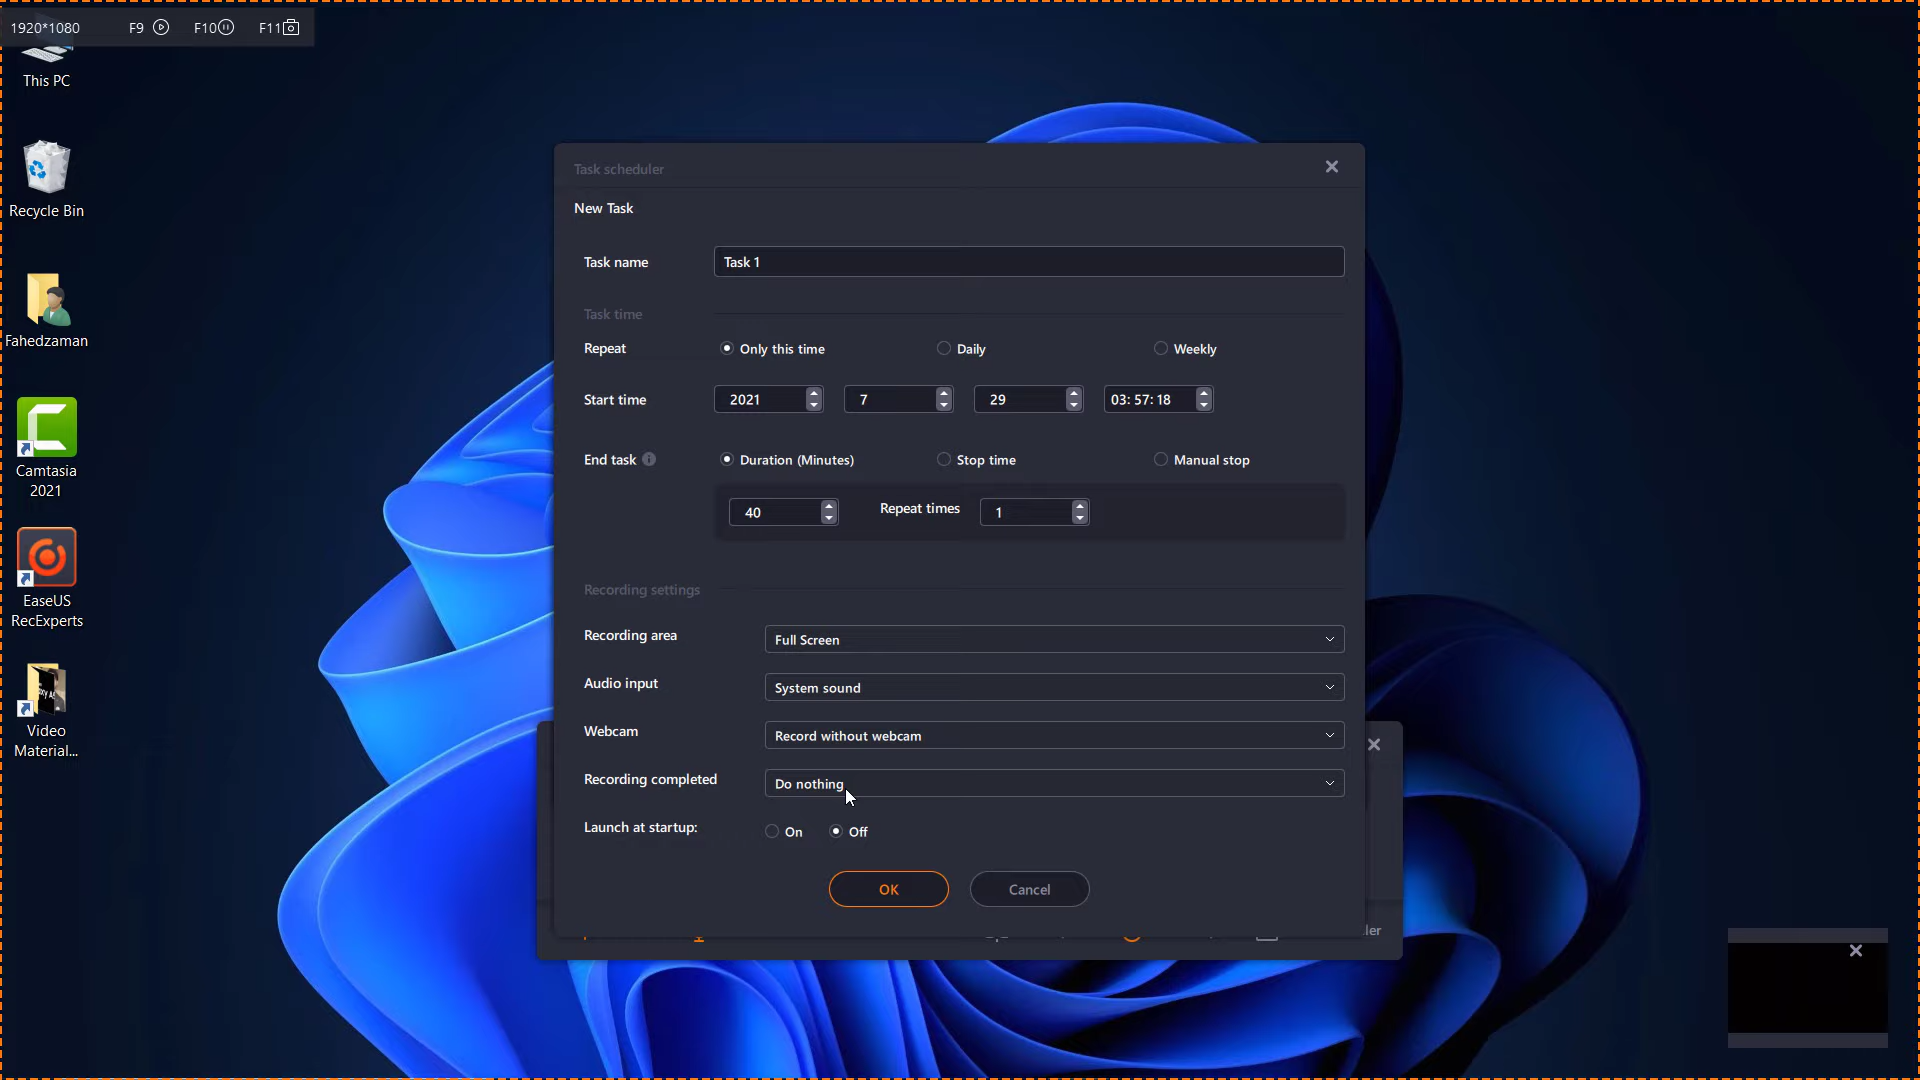 1920*1080 F9 F10 F11
This PC
Recycle Bin
Fahedzaman
Camtasia
2021
EaseUS
RecExperts
Video
Material...
Task scheduler
New Task
Task name Task 1
Task time
Repeat Only this time Daily Weekly
Start time 2021 7 29 03: 57: 18
End task Duration (Minutes) Stop time Manual stop
40 Repeat times 1
Recording settings
Recording area Full Screen
Audio input System sound
Webcam Record without webcam
Recording completed Do nothing
Launch at startup: On Off
OK Cancel